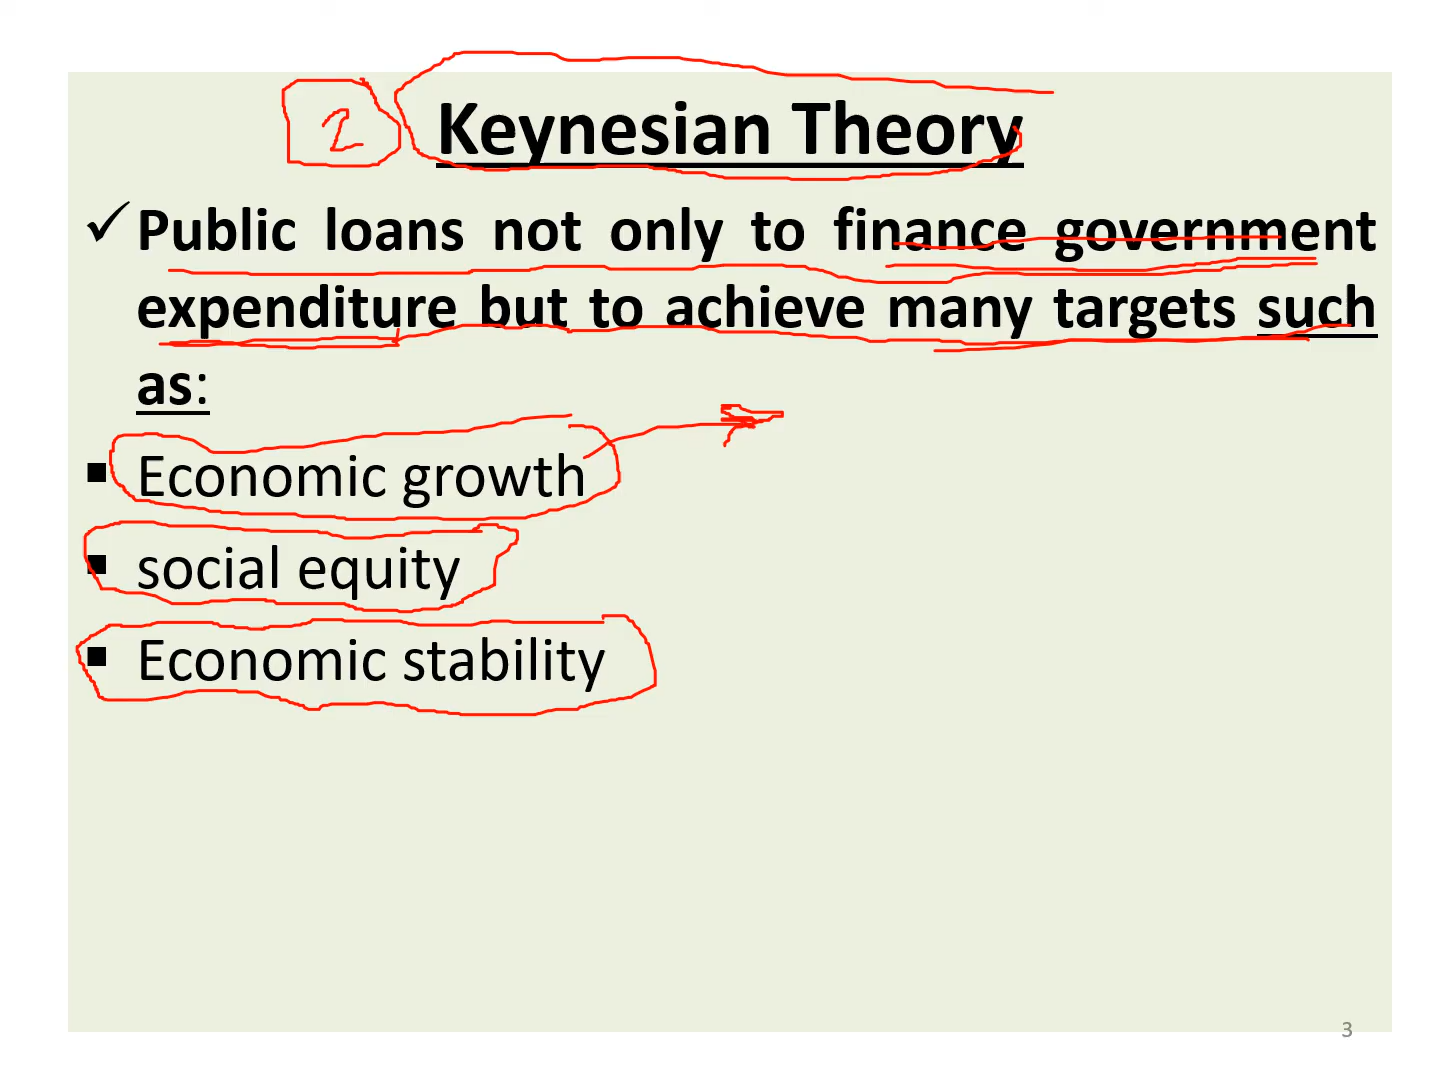 2 Keynesian Theory
✓ Public loans not only to finance government
expenditure but to achieve many targets such
as:
▪ Economic growth
▪ social equity
▪ Economic stability
3